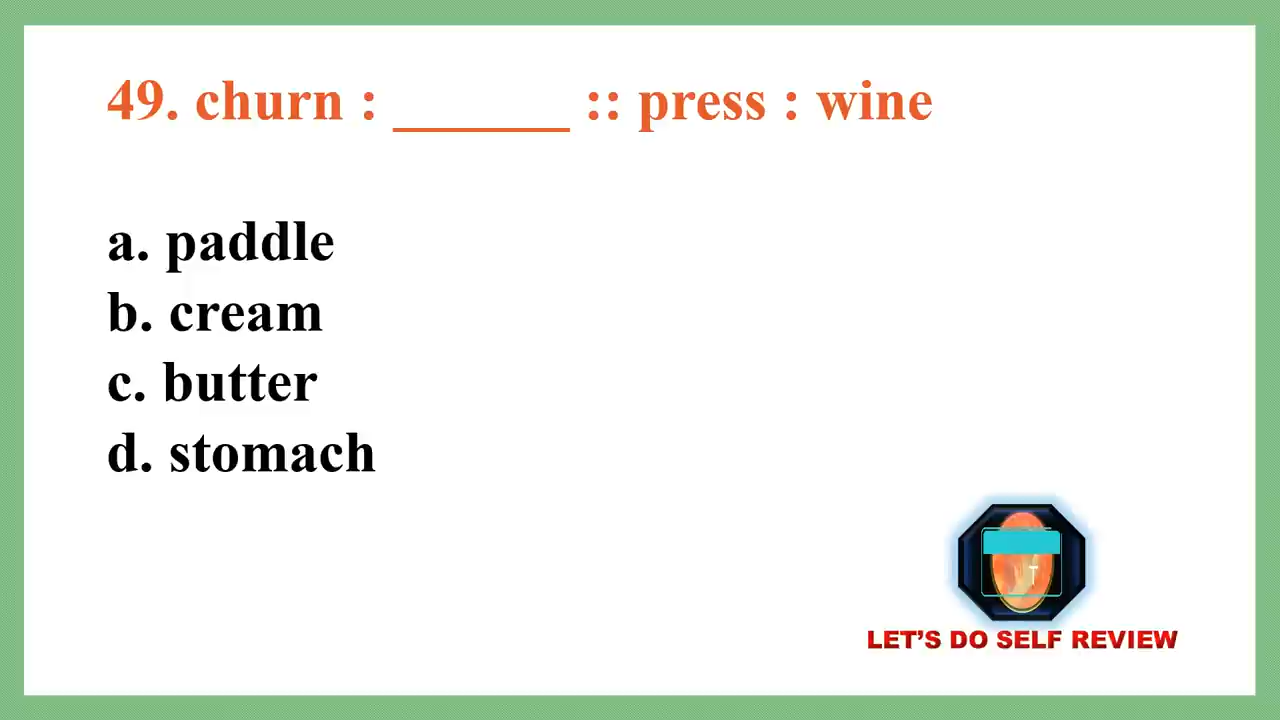 49. churn : ______ :: press : wine
a. paddle
b. cream
c. butter
d. stomach
T
LET'S DO SELF REVIEW